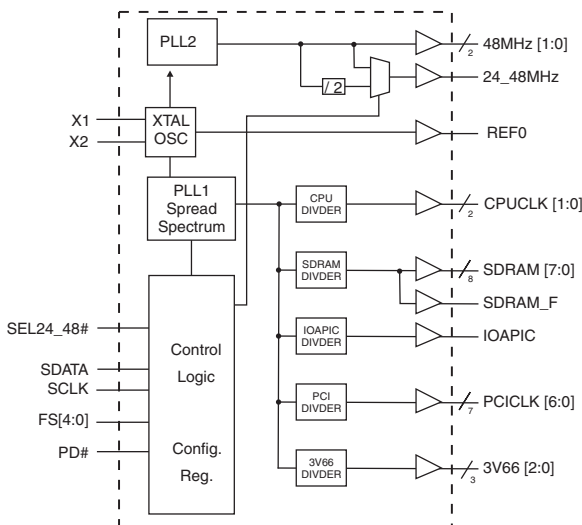 PLL2
48MHz [1:0]
2
/ 2
24_48MHz
X1
X2
XTAL
OSC
REF0
PLL1
Spread
Spectrum
CPU
DIVDER
CPUCLK [1:0]
2
SDRAM
DIVDER
SDRAM [7:0]
8
SDRAM_F
IOAPIC
DIVDER
IOAPIC
SEL24_48#
SDATA
SCLK
FS[4:0]
PD#
Control
Logic
Config.
Reg.
PCI
DIVDER
PCICLK [6:0]
7
3V66
DIVDER
3V66 [2:0]
3